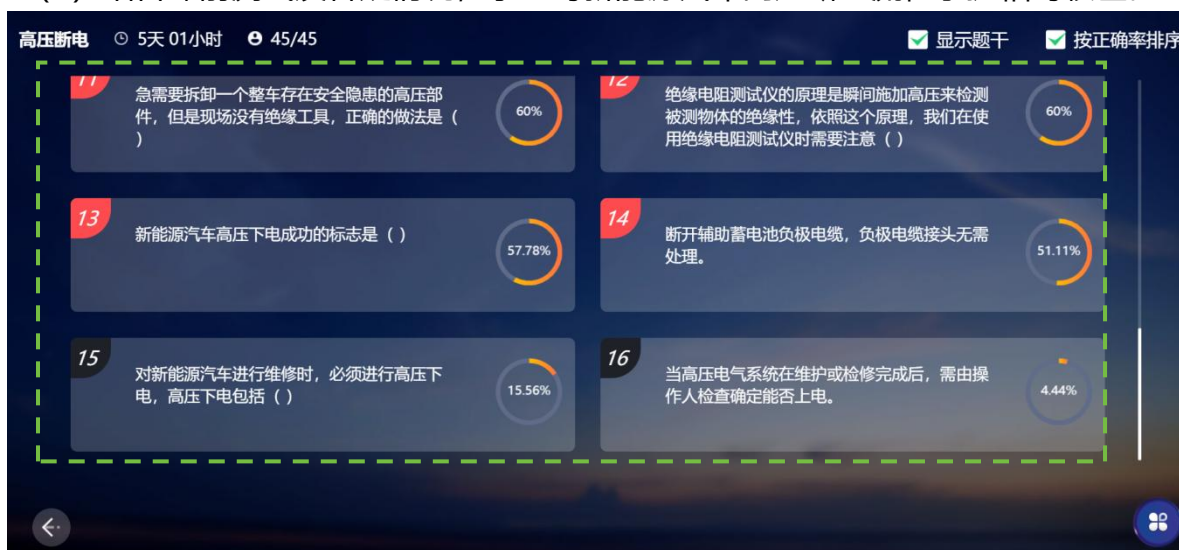 高压断电 5天 01小时 45/45 显示题干 按正确率排序
11
急需要拆卸一个整车存在安全隐患的高压部
件，但是现场没有绝缘工具，正确的做法是（
）
60%
12
绝缘电阻测试仪的原理是瞬间施加高压来检测
被测物体的绝缘性，依照这个原理，我们在使
用绝缘电阻测试仪时需要注意（ ）
60%
13
新能源汽车高压下电成功的标志是（ ）
57.78%
14
断开辅助蓄电池负极电缆，负极电缆接头无需
处理。
51.11%
15
对新能源汽车进行维修时，必须进行高压下
电，高压下电包括（ ）
15.56%
16
当高压电气系统在维护或检修完成后，需由操
作人检查确定能否上电。
4.44%